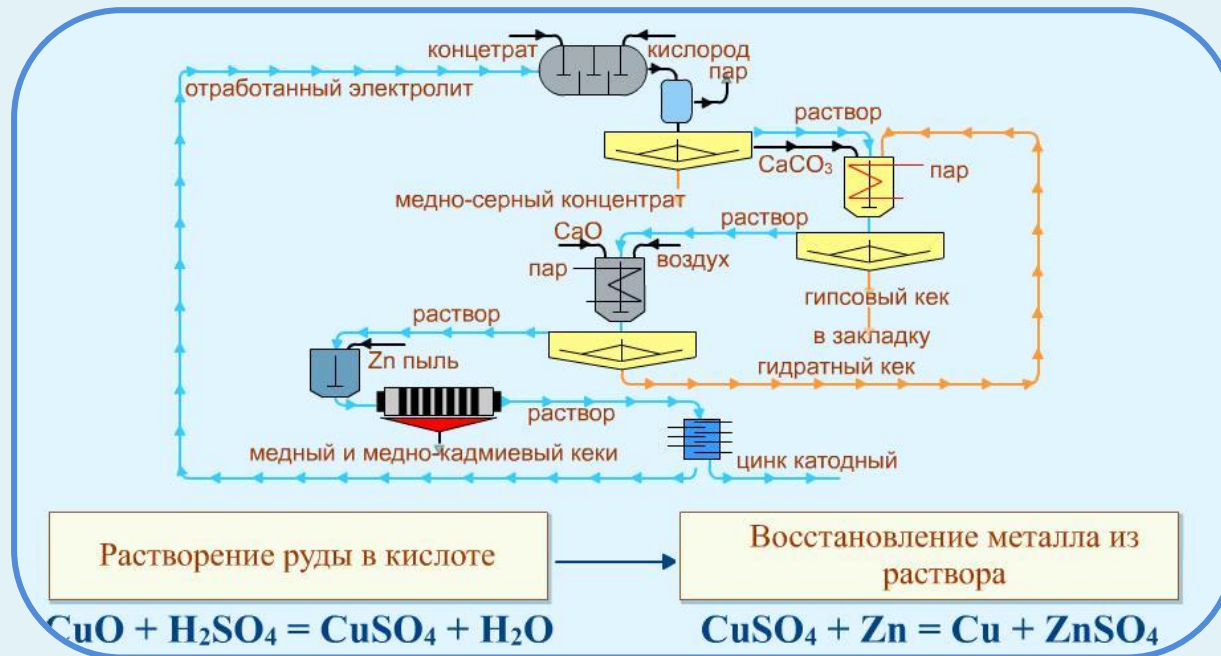 концетрат
кислород
пар
отработанный электролит
раствор
CaCO₃
пар
медно-серный концентрат
раствор
CaO
воздух
пар
гипсовый кек
раствор
в закладку
Zn пыль
гидратный кек
раствор
медный и медно-кадмиевый кеки
цинк катодный
Растворение руды в кислоте
Восстановление металла из
раствора
CuO + H₂SO₄ = CuSO₄ + H₂O
CuSO₄ + Zn = Cu + ZnSO₄